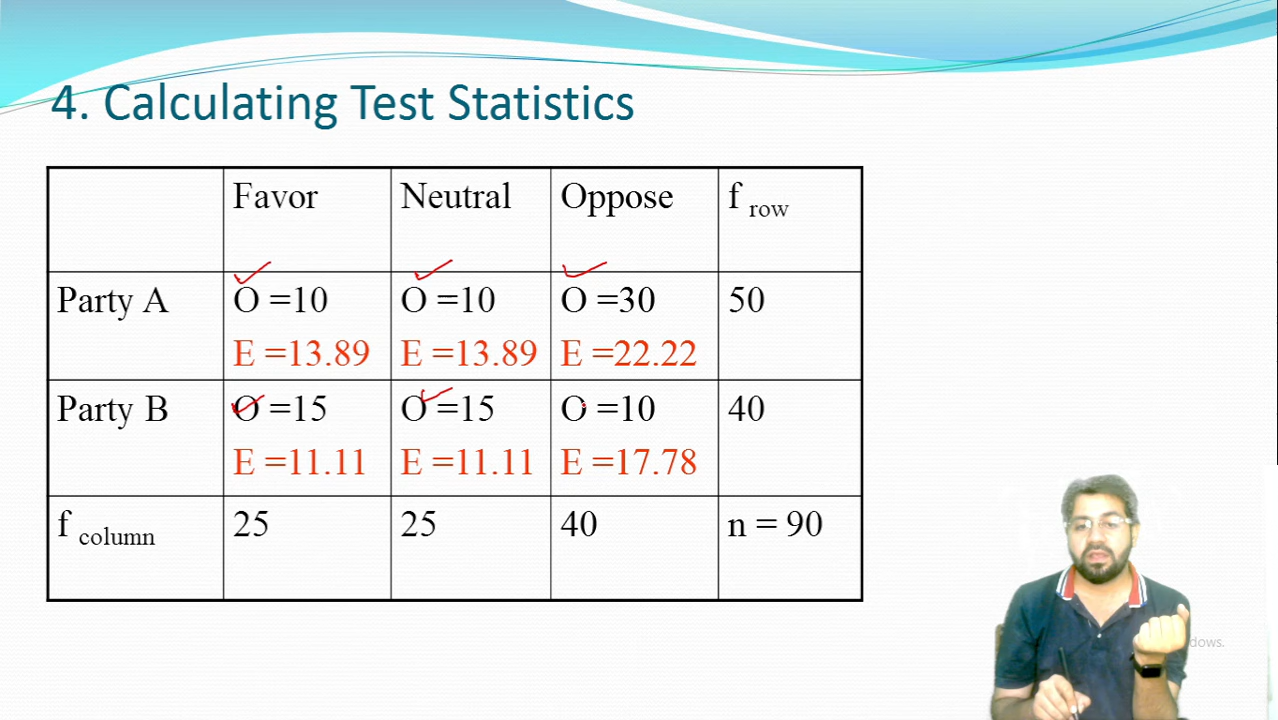 4. Calculating Test Statistics
Favor Neutral Oppose f row
Party A O =10 O =10 O =30 50
E =13.89 E =13.89 E =22.22
Party B O =15 O =15 O =10 40
E =11.11 E =11.11 E =17.78
f column 25 25 40 n = 90
dows.